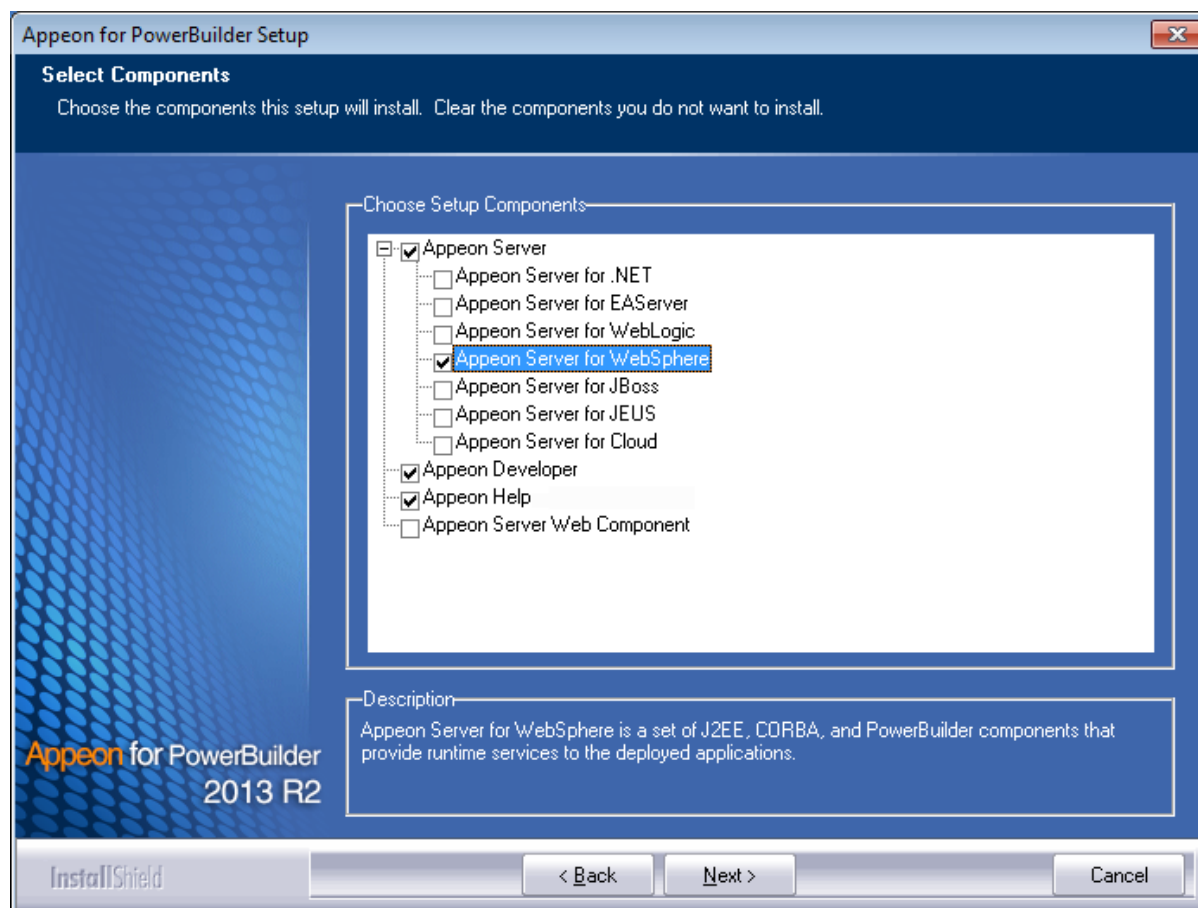 Appeon for PowerBuilder Setup
Select Components
Choose the components this setup will install. Clear the components you do not want to install.
Choose Setup Components
Appeon Server
Appeon Server for .NET
Appeon Server for EAServer
Appeon Server for WebLogic
Appeon Server for WebSphere
Appeon Server for JBoss
Appeon Server for JEUS
Appeon Server for Cloud
Appeon Developer
Appeon Help
Appeon Server Web Component
Description
Appeon Server for WebSphere is a set of J2EE, CORBA, and PowerBuilder components that
provide runtime services to the deployed applications.
Appeon for PowerBuilder
2013 R2
InstallShield
< Back
Next >
Cancel